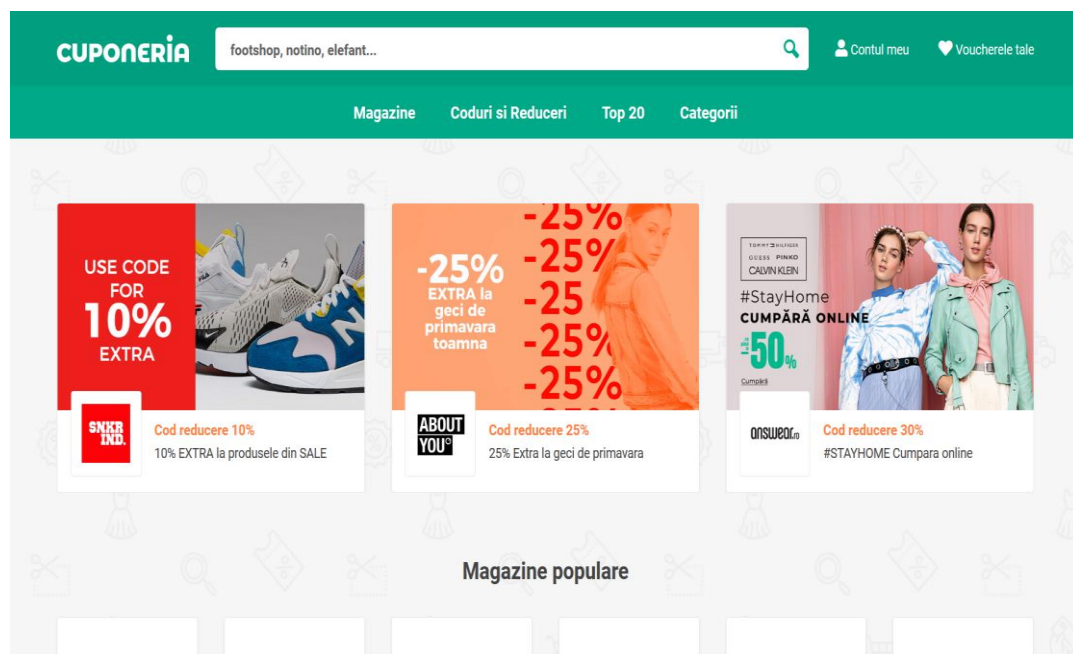 CUPONERIA
footshop, notino, elefant...
Contul meu
Voucherele tale
Magazine
Coduri si Reduceri
Top 20
Categorii
USE CODE
FOR
10%
EXTRA
SNKR
IND.
Cod reducere 10%
10% EXTRA la produsele din SALE
-25%
EXTRA la
geci de
primavara
toamna
-25%
-25%
-25
-25%
-25%
ABOUT
YOU°
Cod reducere 25%
25% Extra la geci de primavara
TOMMY HILFIGER
GUESS PINKO
CALVIN KLEIN
#StayHome
CUMPĂRĂ ONLINE
-50%
Cumpără
answear.ro
Cod reducere 30%
#STAYHOME Cumpara online
Magazine populare